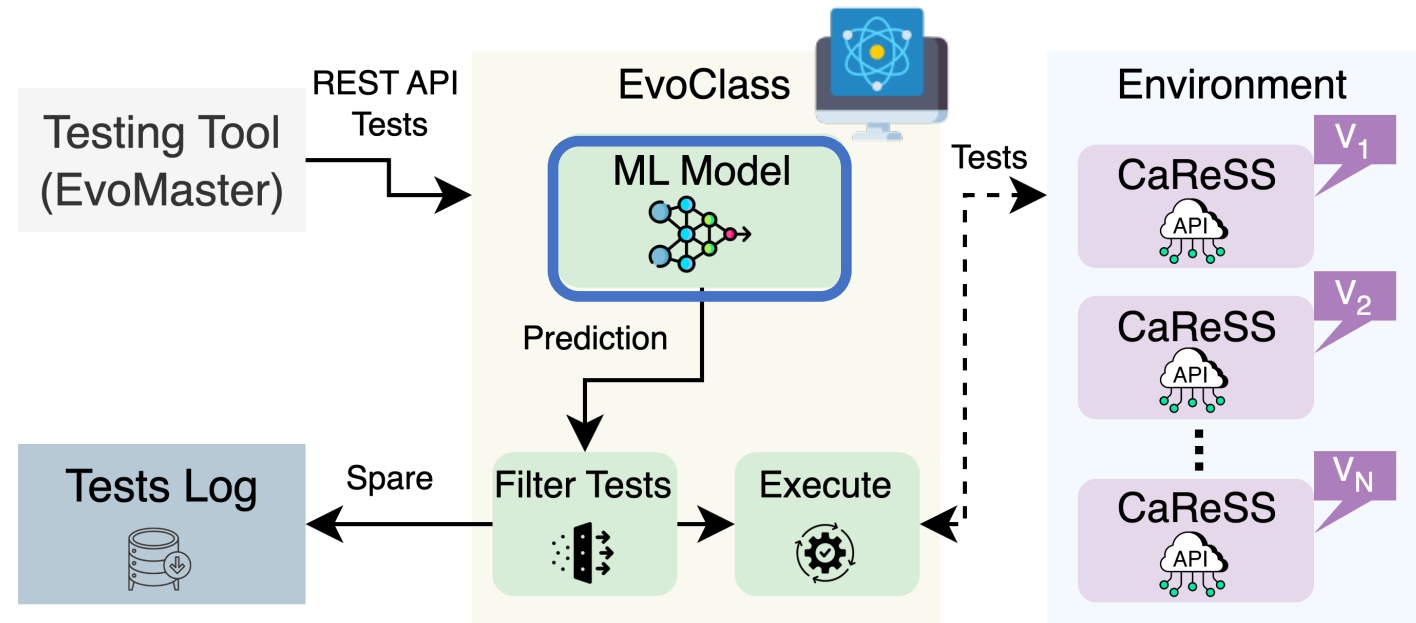 Testing Tool
(EvoMaster)
REST API
Tests
EvoClass
ML Model
Prediction
Filter Tests
Execute
Spare
Tests Log
Tests
Environment
CaReSS
API
V1
CaReSS
API
V2
CaReSS
API
VN